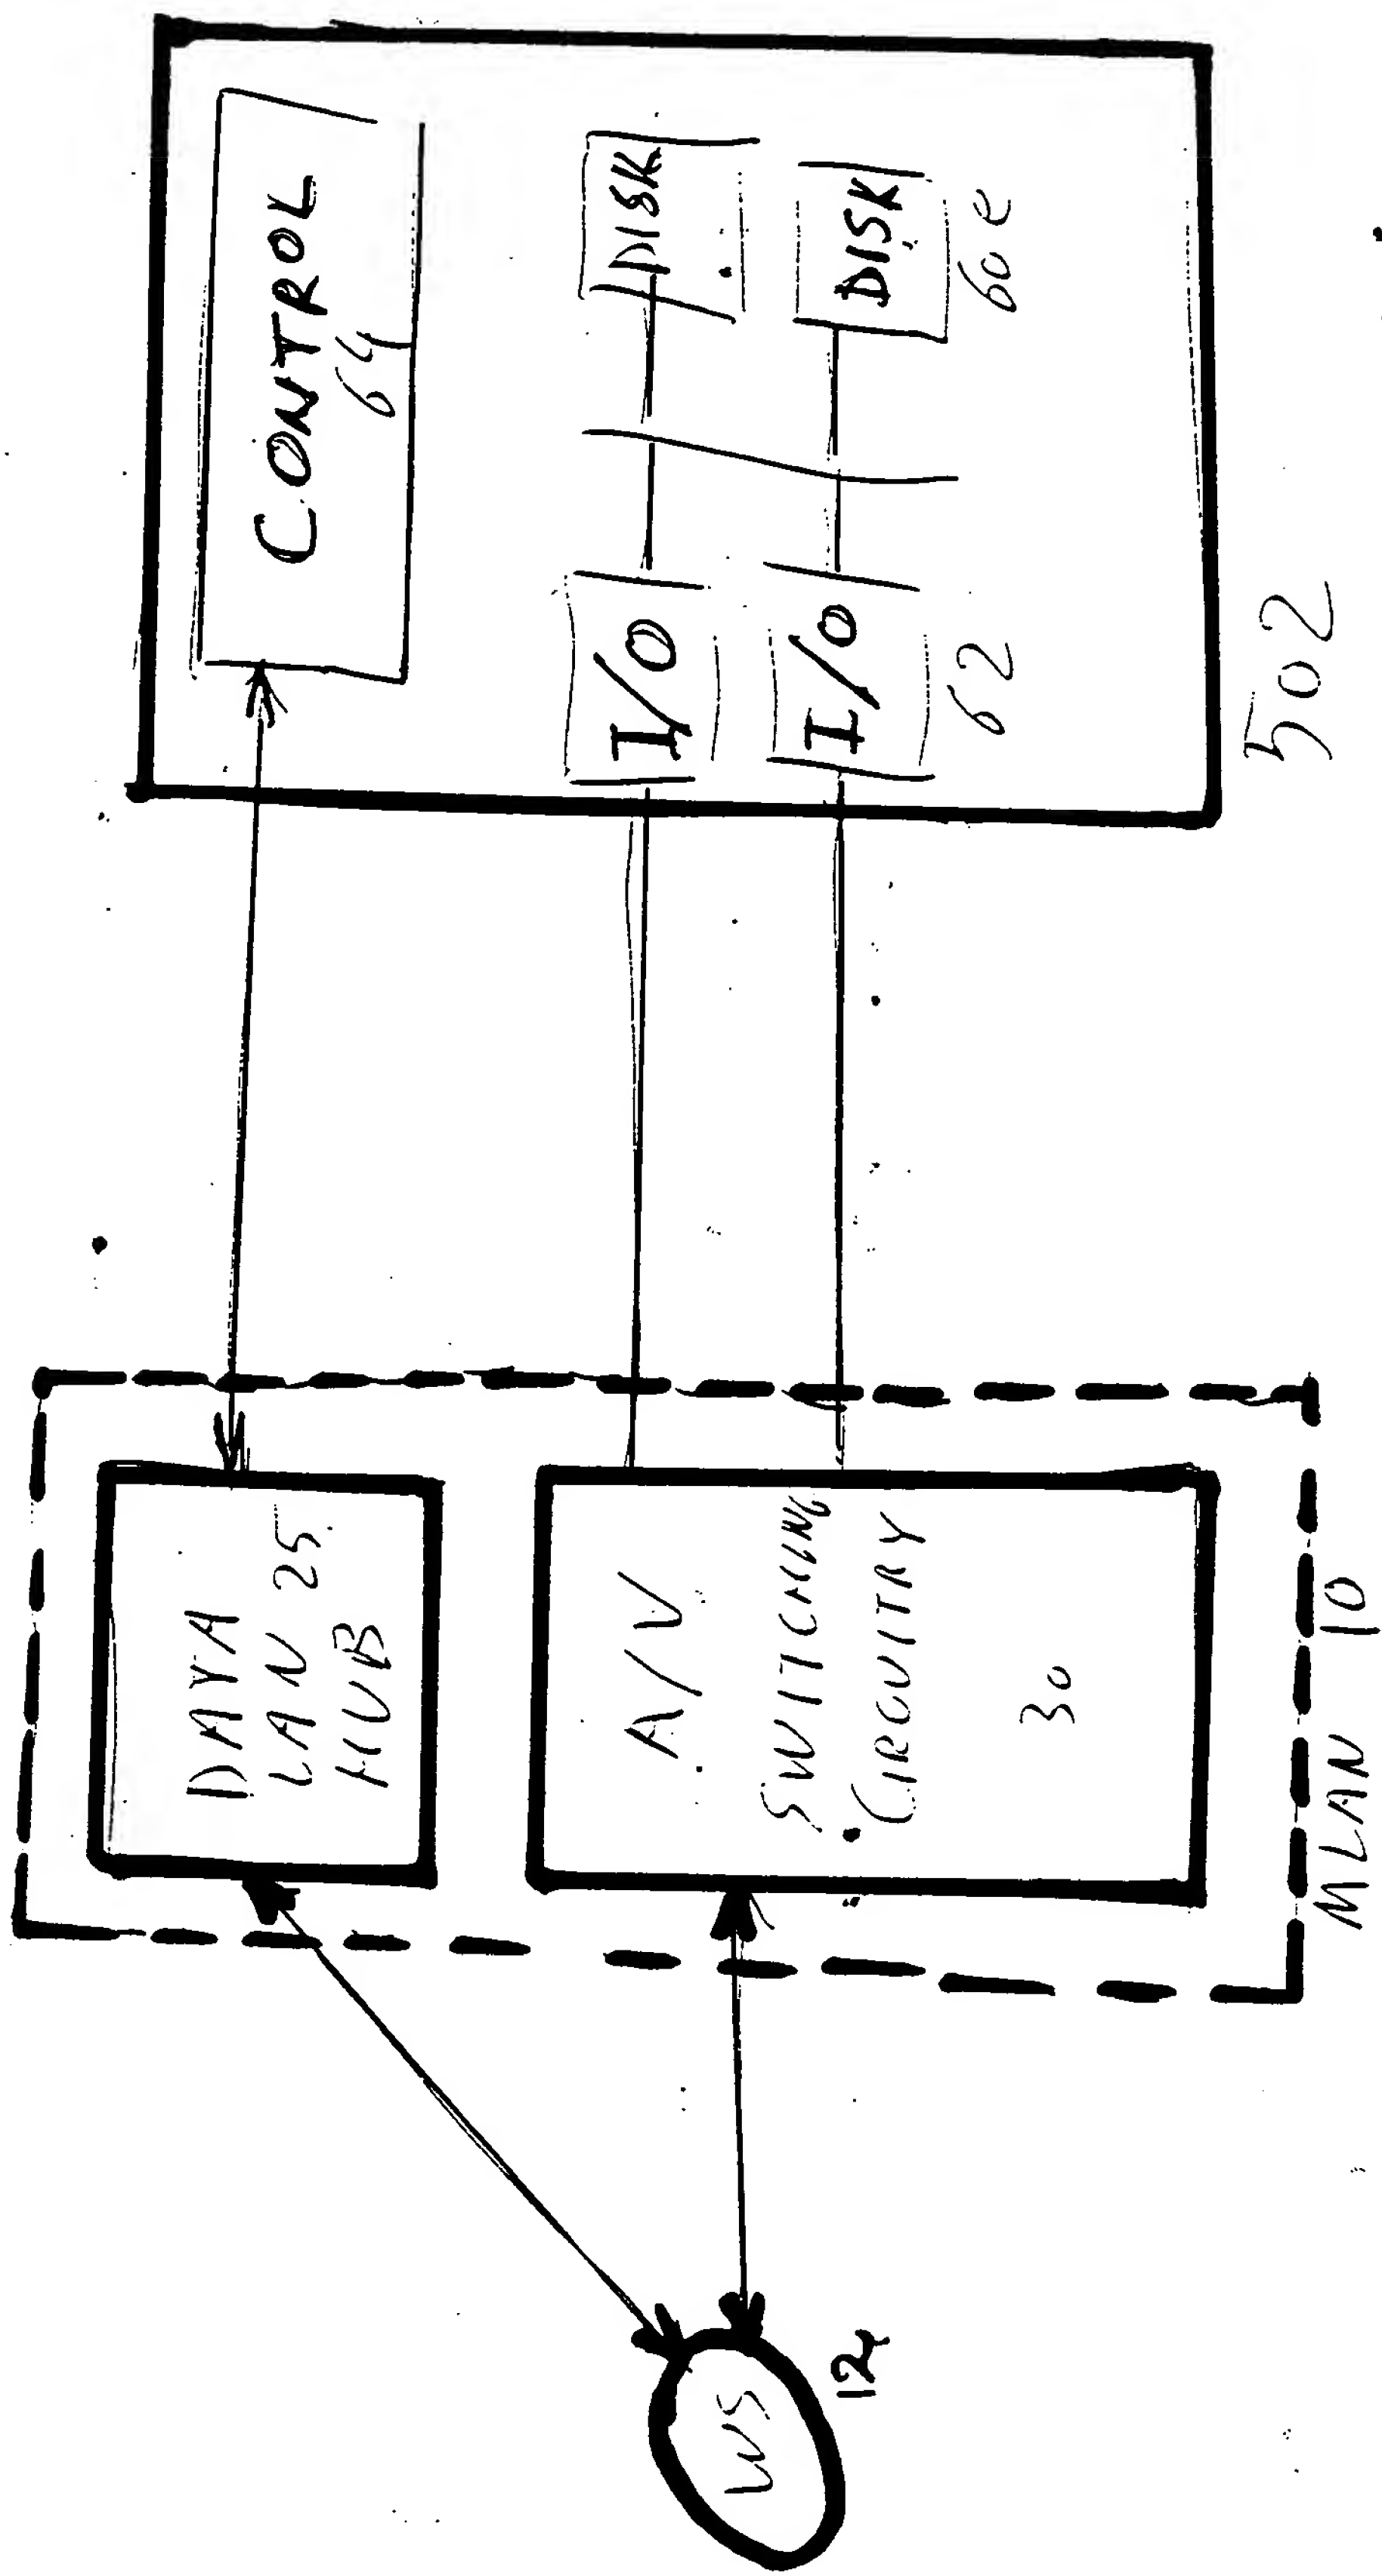 WS
12
DATA
LAN 25
HUB
A/V
SWITCHING
CIRCUITRY
30
MLAN 10
CONTROL
64
I/O
DISK
I/O
DISK
62
60e
502